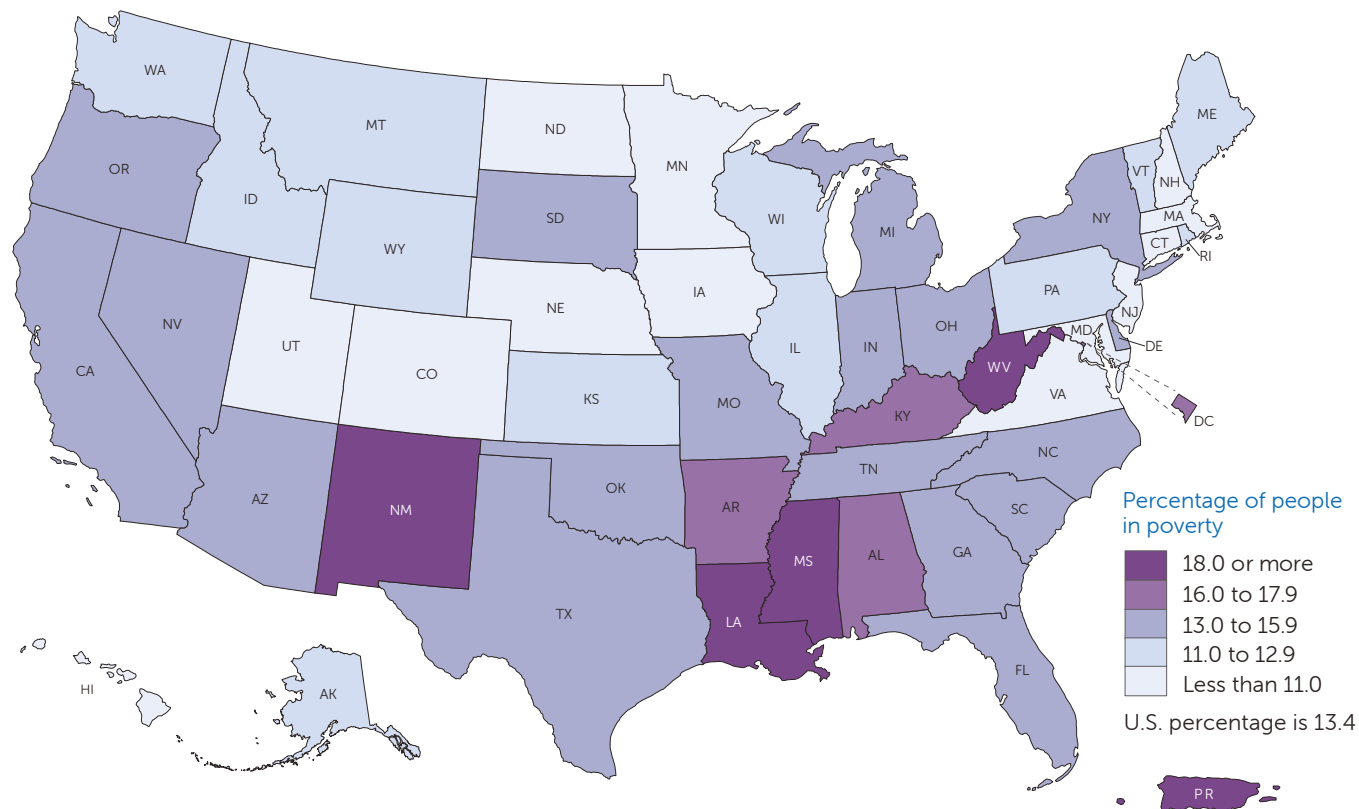 WA
MT
ND
MN
ME
OR
ID
SD
WI
MI
NY
VT
NH
MA
CT
RI
WY
NE
IA
PA
NJ
NV
UT
CO
KS
IL
IN
OH
MD
DE
CA
MO
WV
VA
KY
DC
AZ
NM
OK
AR
TN
NC
SC
TX
LA
MS
AL
GA
FL
HI
AK
Percentage of people
in poverty
18.0 or more
16.0 to 17.9
13.0 to 15.9
11.0 to 12.9
Less than 11.0
U.S. percentage is 13.4
PR